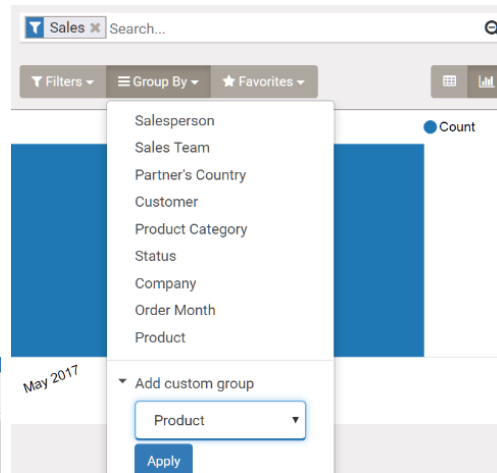 Sales × Search...
Filters Group By Favorites
Salesperson
Count
Sales Team
Partner's Country
Customer
Product Category
Status
Company
Order Month
Product
May 2017
Add custom group
Product
Apply